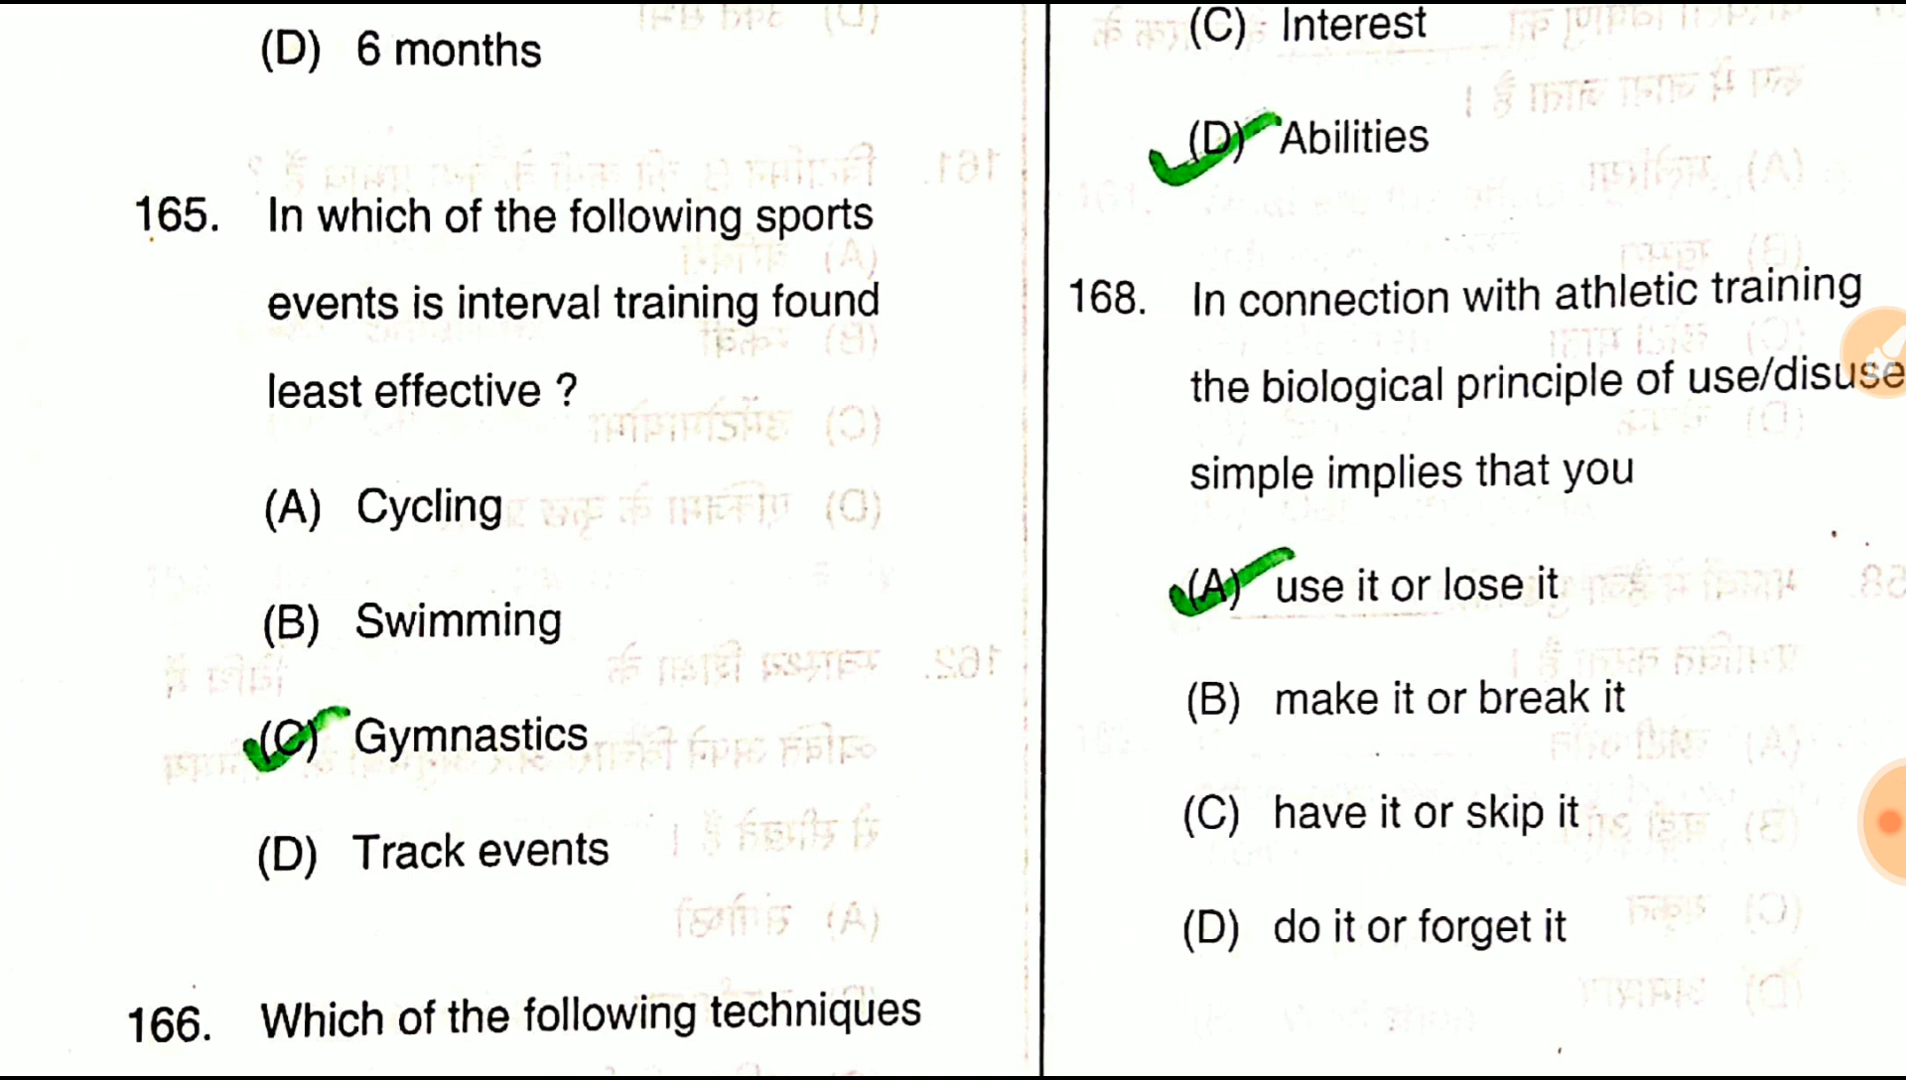 (D) 6 months
165. In which of the following sports
events is interval training found
least effective ?
(A) Cycling
(B) Swimming
(C) Gymnastics
(D) Track events
166. Which of the following techniques
(C) Interest
(D) Abilities
168. In connection with athletic training
the biological principle of use/disuse
simple implies that you
(A) use it or lose it
(B) make it or break it
(C) have it or skip it
(D) do it or forget it